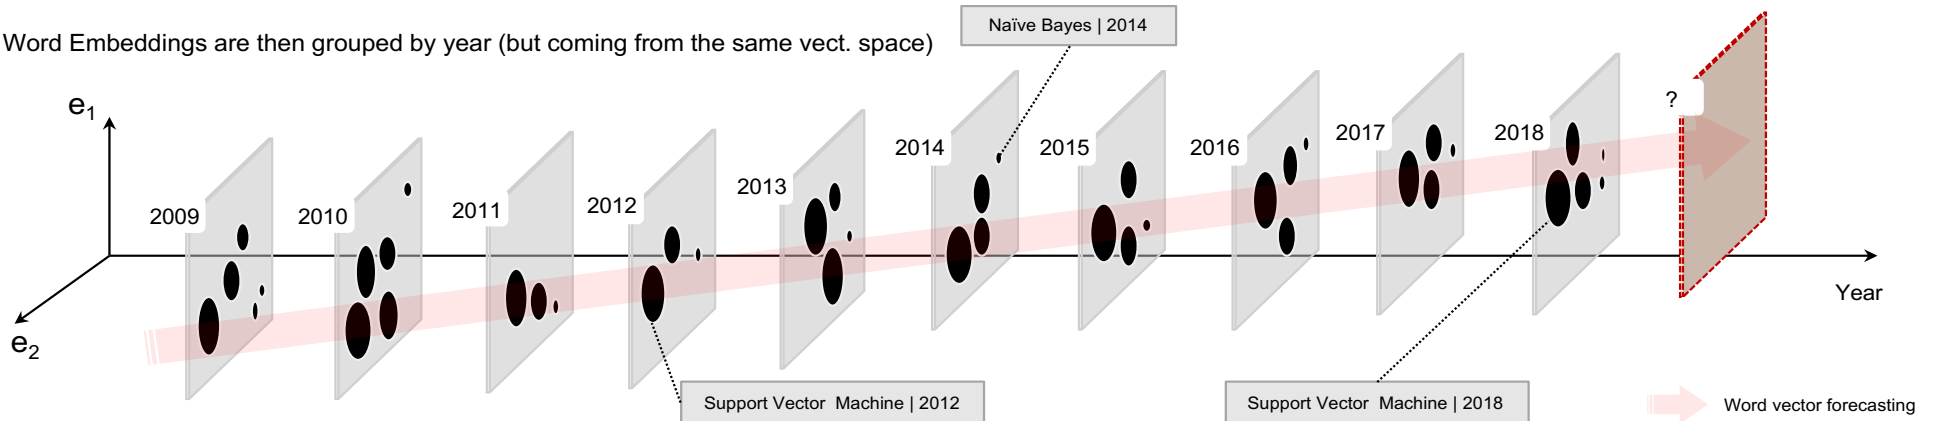 Naïve Bayes | 2014
Word Embeddings are then grouped by year (but coming from the same vect. space)
e1
2009
2010
2011
2012
2013
2014
2015
2016
2017
2018
?
Year
e2
Support Vector  Machine | 2012
Support Vector  Machine | 2018
Word vector forecasting